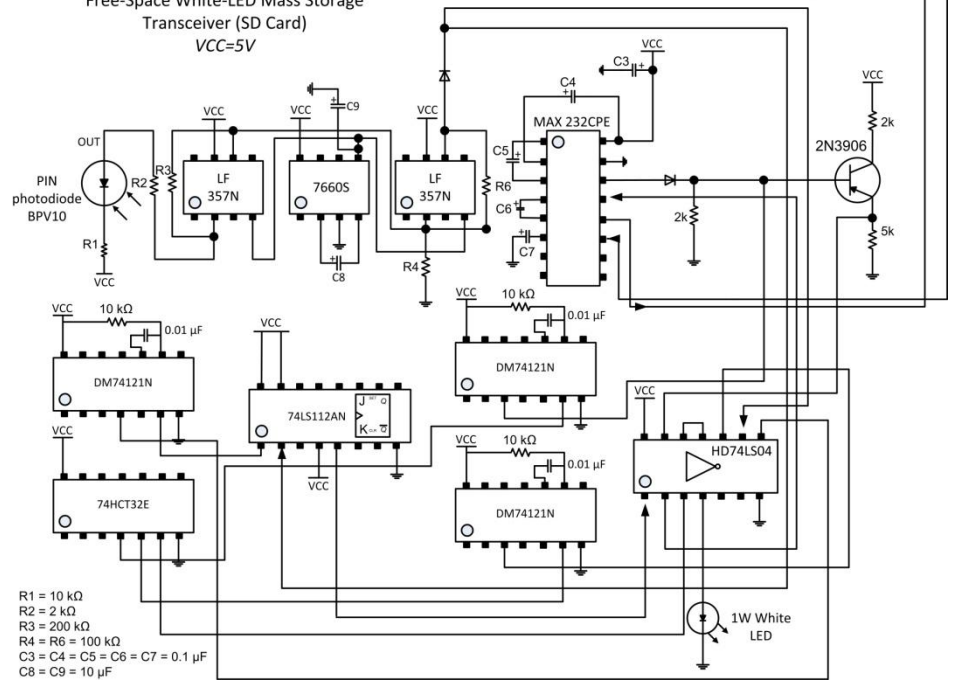 Free-Space White-LED Mass Storage
Transceiver (SD Card)
VCC=5V
OUT
PIN
photodiode
BPV10
R1
VCC
R2
R3
VCC
LF
357N
VCC
7660S
C9
C8
VCC
LF
357N
R6
R4
MAX 232CPE
C3
VCC
C4
C5
C6
C7
2k
VCC
2k
2N3906
5k
VCC
10 kΩ
0.01 µF
DM74121N
VCC
74HCT32E
VCC
74LS112AN
J SET Q
K CLR Q
VCC
VCC
10 kΩ
0.01 µF
DM74121N
VCC
10 kΩ
0.01 µF
DM74121N
VCC
HD74LS04
1W White
LED
R1 = 10 kΩ
R2 = 2 kΩ
R3 = 200 kΩ
R4 = R6 = 100 kΩ
C3 = C4 = C5 = C6 = C7 = 0.1 µF
C8 = C9 = 10 µF